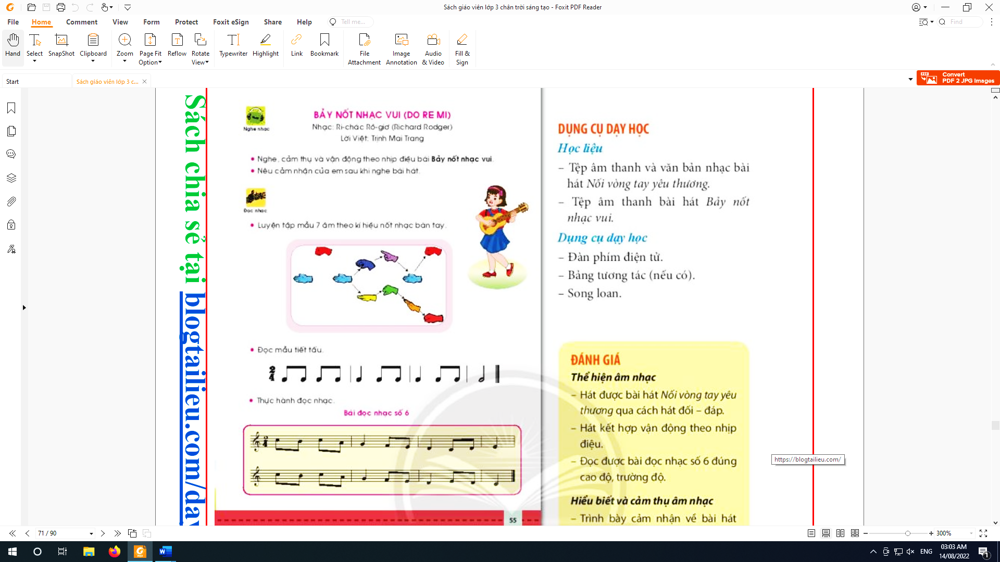 Sách giáo viên lớp 3 chân trời sáng tạo - Foxit PDF Reader
File Home Comment View Form Protect Foxit eSign Share Help Tell me... Find
Hand Select SnapShot Clipboard Zoom Page Fit Option Reflow Rotate View Typewriter Highlight Link Bookmark File Attachment Image Annotation Audio & Video Fill & Sign
Start Sách giáo viên lớp 3 c...
Convert
PDF 2 JPG Images
Sách chia sẻ tại blogtailieu.com/day
Nghe nhạc
BẢY NỐT NHẠC VUI (DO RE MI)
Nhạc: Ri-chác Rô-giơ (Richard Rodger)
Lời Việt: Trịnh Mai Trang
• Nghe, cảm thụ và vận động theo nhịp điệu bài Bảy nốt nhạc vui.
• Nêu cảm nhận của em sau khi nghe bài hát.
Đọc nhạc
• Luyện tập mẫu 7 âm theo kí hiệu nốt nhạc bàn tay.
• Đọc mẫu tiết tấu.
2
4
• Thực hành đọc nhạc.
Bài đọc nhạc số 6
2
4
55
DỤNG CỤ DẠY HỌC
Học liệu
– Tệp âm thanh và văn bản nhạc bài
hát Nối vòng tay yêu thương.
– Tệp âm thanh bài hát Bảy nốt
nhạc vui.
Dụng cụ dạy học
– Đàn phím điện tử.
– Bảng tương tác (nếu có).
– Song loan.
ĐÁNH GIÁ
Thể hiện âm nhạc
– Hát được bài hát Nối vòng tay yêu
thương qua cách hát đối – đáp.
– Hát kết hợp vận động theo nhịp
điệu.
– Đọc được bài đọc nhạc số 6 đúng
cao độ, trường độ.
Hiểu biết và cảm thụ âm nhạc
– Trình bày cảm nhận về bài hát
https://blogtailieu.com/
71 / 90
300%
ENG
03:03 AM
14/08/2022
1